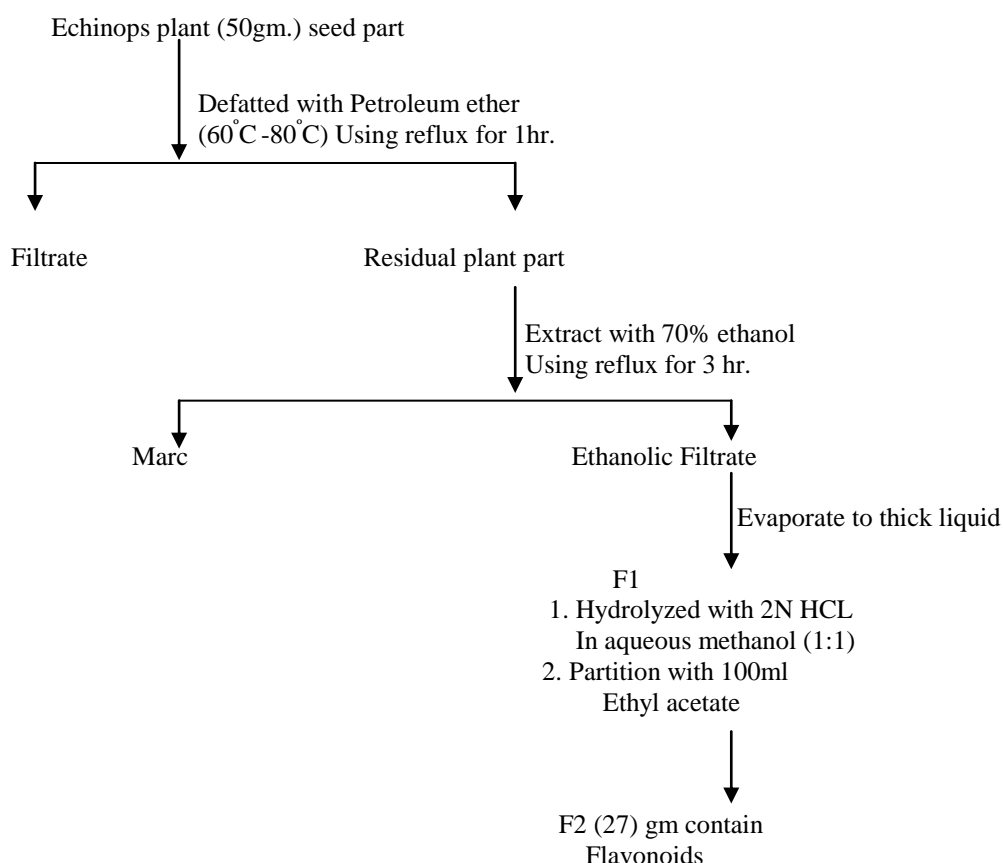 Echinops plant (50gm.) seed part
Defatted with Petroleum ether
(60°C -80°C) Using reflux for 1hr.
Filtrate
Residual plant part
Extract with 70% ethanol
Using reflux for 3 hr.
Marc
Ethanolic Filtrate
Evaporate to thick liquid
F1
1. Hydrolyzed with 2N HCL
In aqueous methanol (1:1)
2. Partition with 100ml
Ethyl acetate
F2 (27) gm contain
Flavonoids